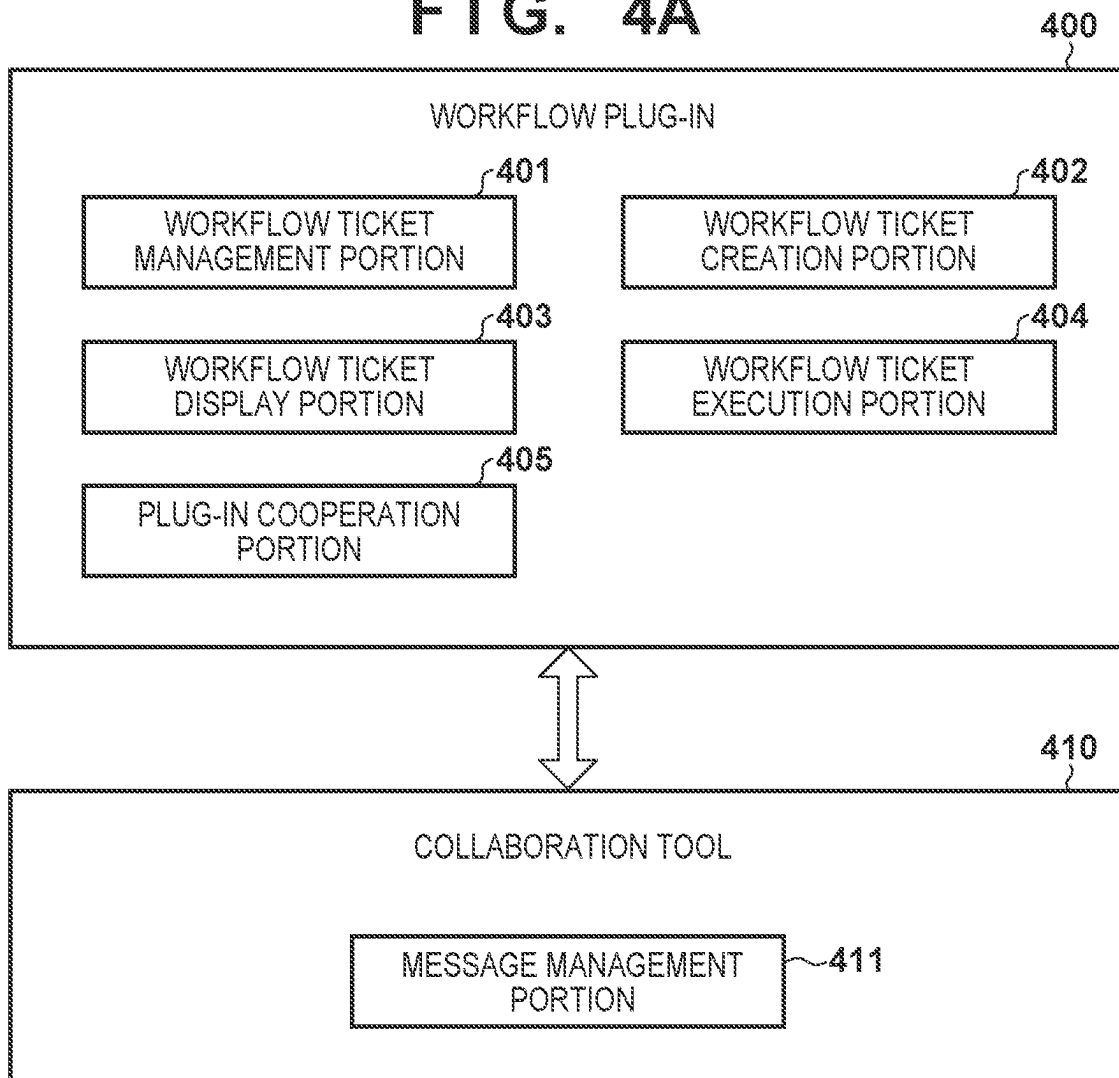 FIG. 4A
400
WORKFLOW PLUG-IN
401
402
WORKFLOW TICKET
MANAGEMENT PORTION
WORKFLOW TICKET
CREATION PORTION
403
404
WORKFLOW TICKET
DISPLAY PORTION
WORKFLOW TICKET
EXECUTION PORTION
405
PLUG-IN COOPERATION
PORTION
410
COLLABORATION TOOL
MESSAGE MANAGEMENT
PORTION
411